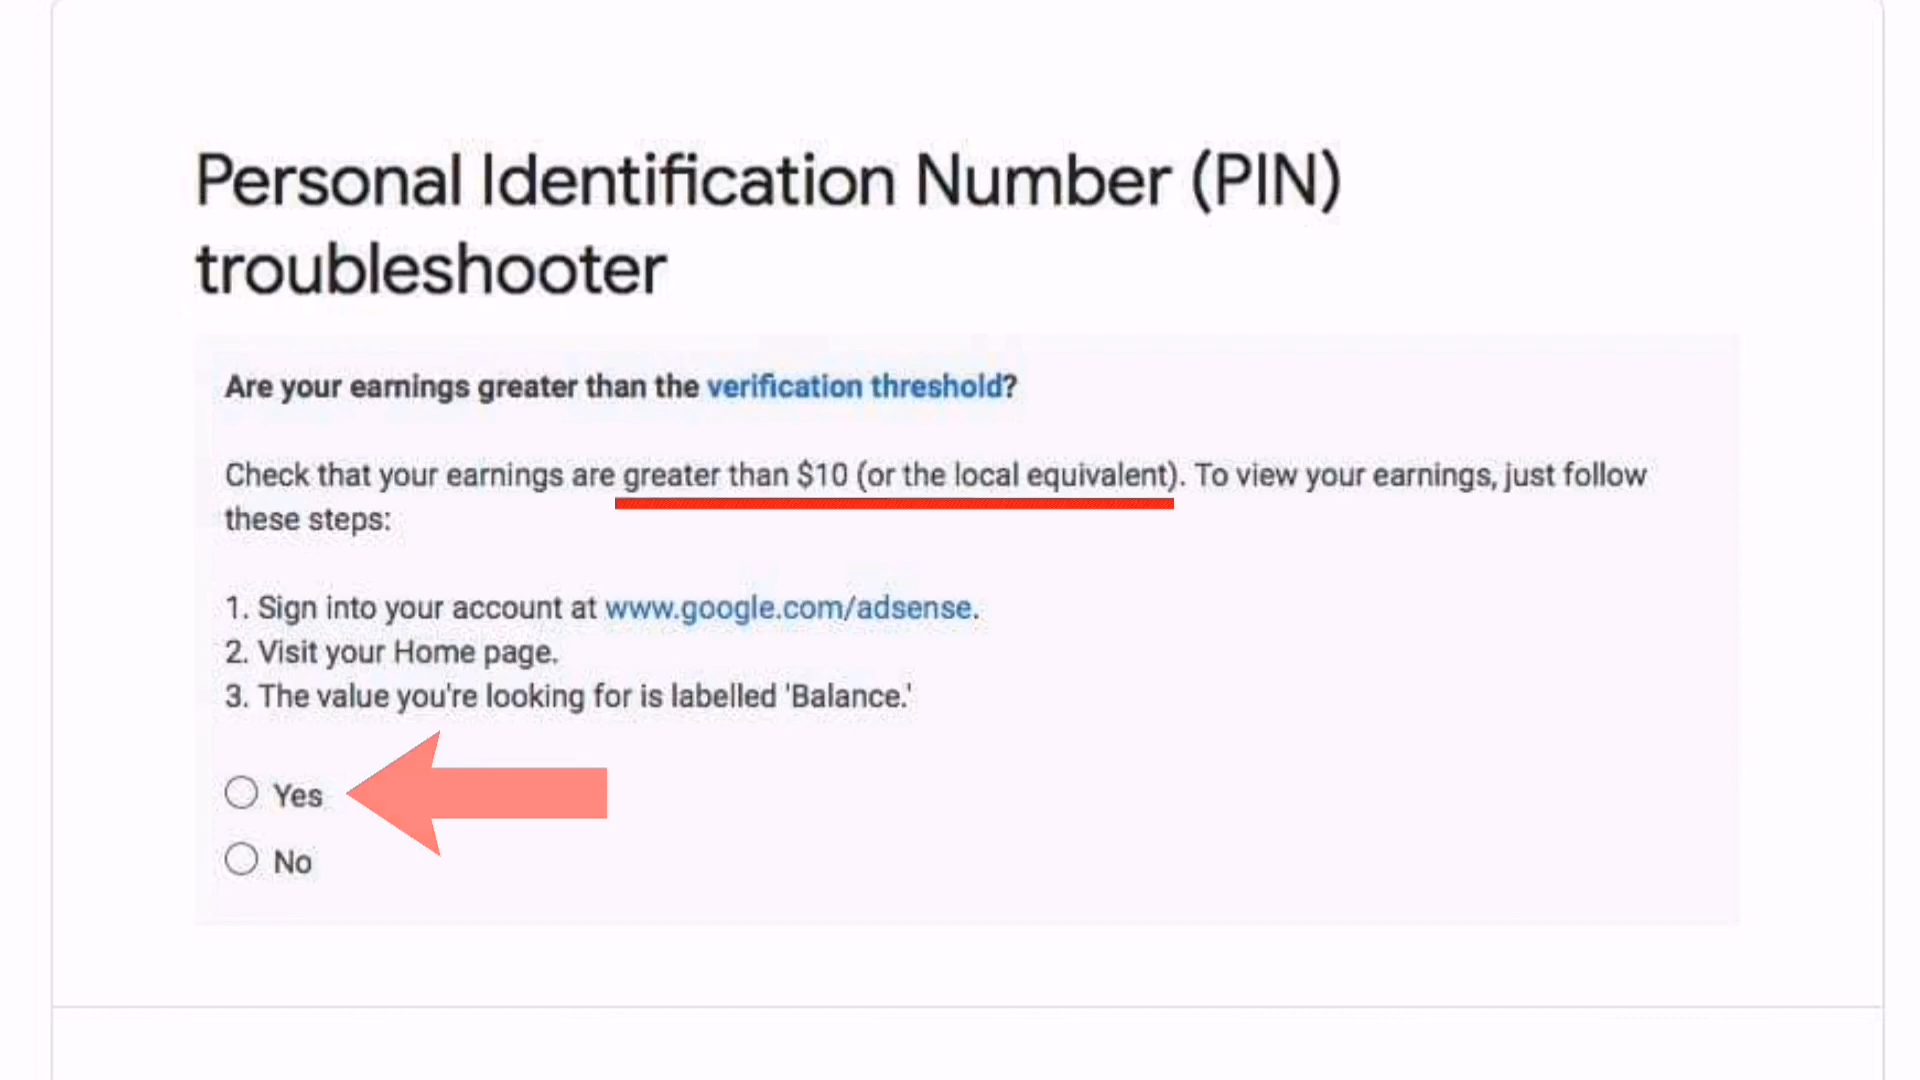 Personal Identification Number (PIN)
troubleshooter
Are your earnings greater than the verification threshold?
Check that your earnings are greater than $10 (or the local equivalent). To view your earnings, just follow
these steps:
1. Sign into your account at www.google.com/adsense.
2. Visit your Home page.
3. The value you're looking for is labelled 'Balance.'
Yes
No